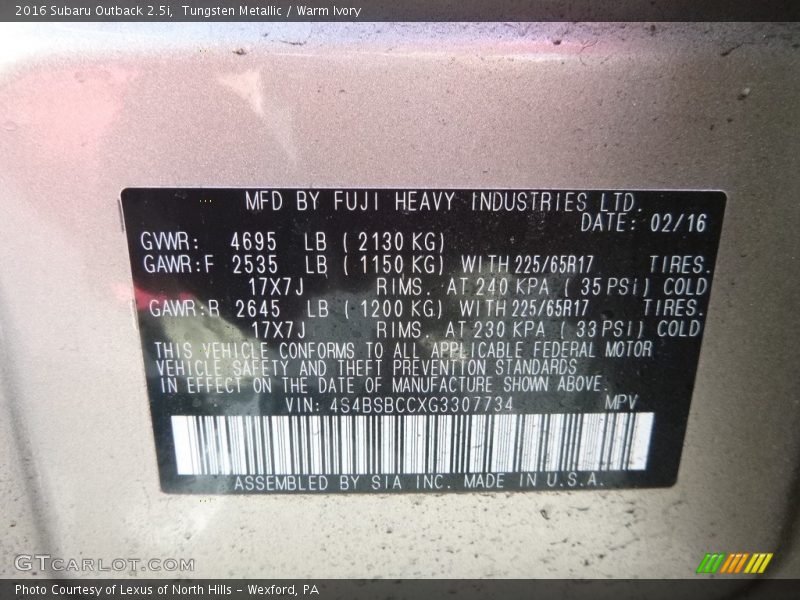 2016 Subaru Outback 2.5i, Tungsten Metallic / Warm Ivory
MFD BY FUJI HEAVY INDUSTRIES LTD.
DATE: 02/16
GVWR: 4695 LB ( 2130 KG)
GAWR:F 2535 LB ( 1150 KG) WITH 225/65R17 TIRES.
17X7J RIMS. AT 240 KPA ( 35 PSi) COLD
GAWR:R 2645 LB ( 1200 KG) WITH 225/65R17 TIRES.
17X7J RIMS. AT 230 KPA ( 33 PSI) COLD
THIS VEHICLE CONFORMS TO ALL APPLICABLE FEDERAL MOTOR
VEHICLE SAFETY AND THEFT PREVENTION STANDARDS
IN EFFECT ON THE DATE OF MANUFACTURE SHOWN ABOVE.
VIN: 4S4BSBCCXG3307734 MPV
ASSEMBLED BY SIA INC. MADE IN U.S.A.
GTCARLOT.COM
Photo Courtesy of Lexus of North Hills - Wexford, PA